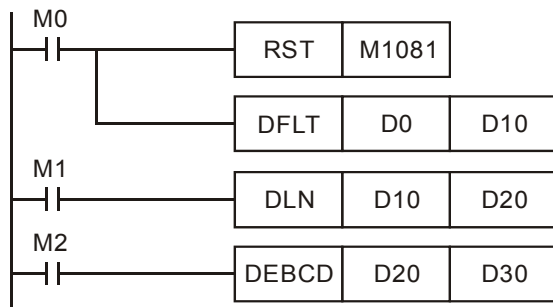 M0
RST M1081
DFLT D0 D10
M1
DLN D10 D20
M2
DEBCD D20 D30